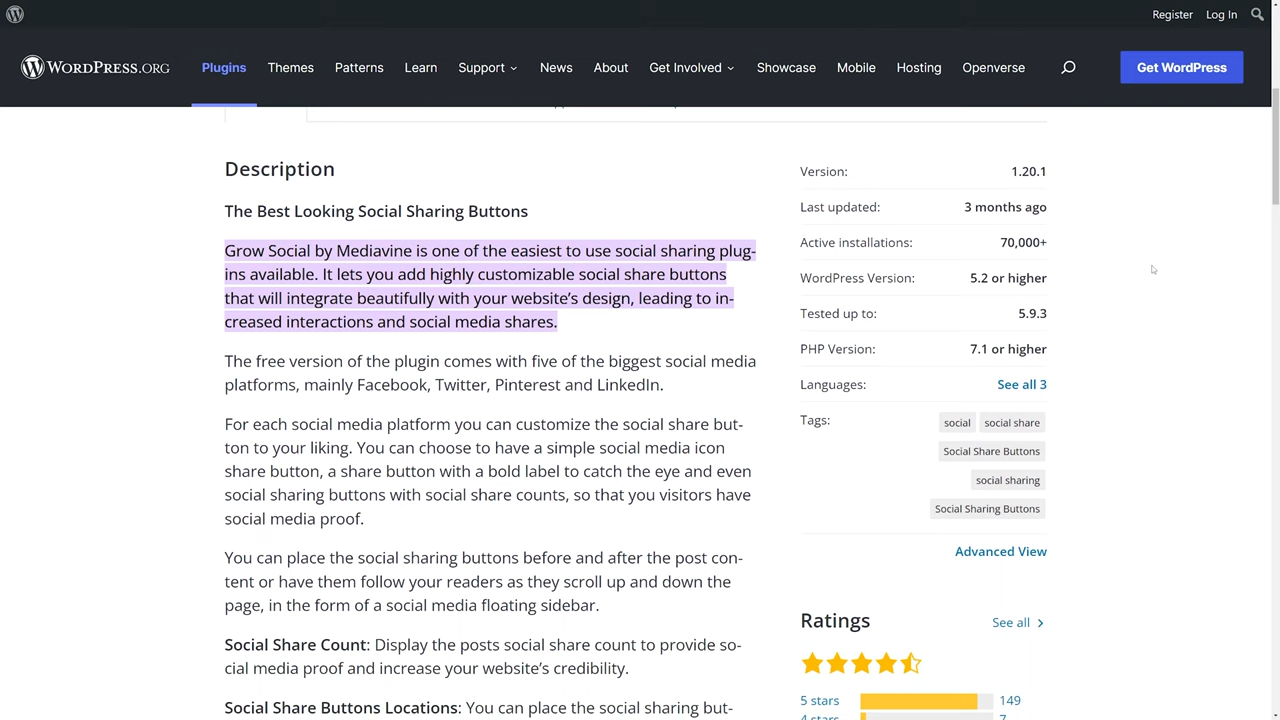 Register Log In
WORDPRESS.ORG Plugins Themes Patterns Learn Support News About Get Involved Showcase Mobile Hosting Openverse Get WordPress
Description
The Best Looking Social Sharing Buttons
Grow Social by Mediavine is one of the easiest to use social sharing plug-
ins available. It lets you add highly customizable social share buttons
that will integrate beautifully with your website’s design, leading to in-
creased interactions and social media shares.
The free version of the plugin comes with five of the biggest social media
platforms, mainly Facebook, Twitter, Pinterest and LinkedIn.
For each social media platform you can customize the social share but-
ton to your liking. You can choose to have a simple social media icon
share button, a share button with a bold label to catch the eye and even
social sharing buttons with social share counts, so that you visitors have
social media proof.
You can place the social sharing buttons before and after the post con-
tent or have them follow your readers as they scroll up and down the
page, in the form of a social media floating sidebar.
Social Share Count: Display the posts social share count to provide so-
cial media proof and increase your website’s credibility.
Social Share Buttons Locations: You can place the social sharing but-
Version: 1.20.1
Last updated: 3 months ago
Active installations: 70,000+
WordPress Version: 5.2 or higher
Tested up to: 5.9.3
PHP Version: 7.1 or higher
Languages: See all 3
Tags: social social share
Social Share Buttons
social sharing
Social Sharing Buttons
Advanced View
Ratings See all
5 stars 149
4 stars 7